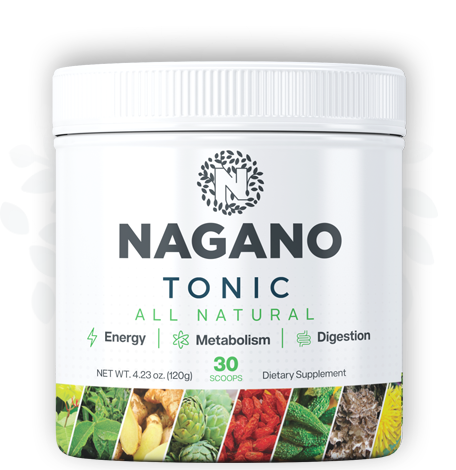 N
NAGANO
TONIC
ALL NATURAL
Energy Metabolism Digestion
NET WT. 4.23 oz. (120g) 30 SCOOPS Dietary Supplement